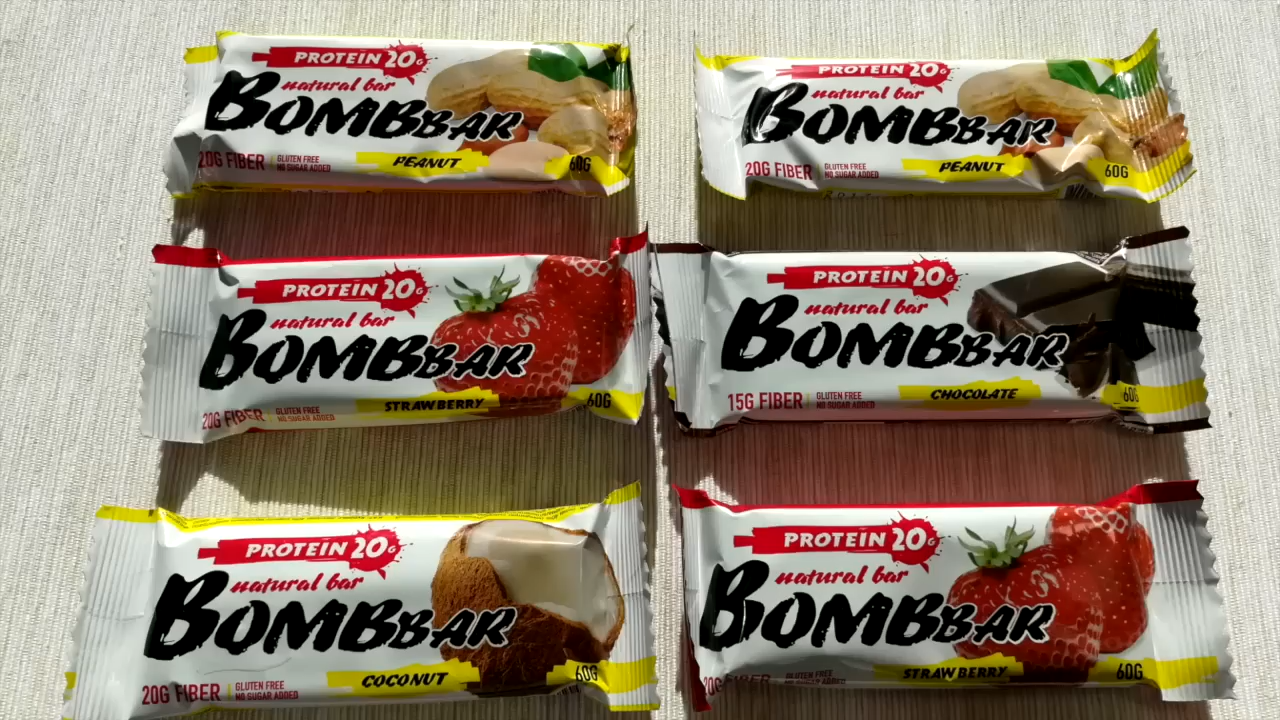 PROTEIN 20G
natural bar
BOMBBAR
20G FIBER
GLUTEN FREE
NO SUGAR ADDED
PEANUT
60G
PROTEIN 20G
natural bar
BOMBBAR
20G FIBER
GLUTEN FREE
NO SUGAR ADDED
PEANUT
60G
PROTEIN 20G
natural bar
BOMBBAR
20G FIBER
GLUTEN FREE
NO SUGAR ADDED
STRAWBERRY
60G
PROTEIN 20G
natural bar
BOMBBAR
15G FIBER
GLUTEN FREE
NO SUGAR ADDED
CHOCOLATE
60G
PROTEIN 20G
natural bar
BOMBBAR
20G FIBER
GLUTEN FREE
NO SUGAR ADDED
COCONUT
60G
PROTEIN 20G
natural bar
BOMBBAR
20G FIBER
GLUTEN FREE
STRAWBERRY
60G